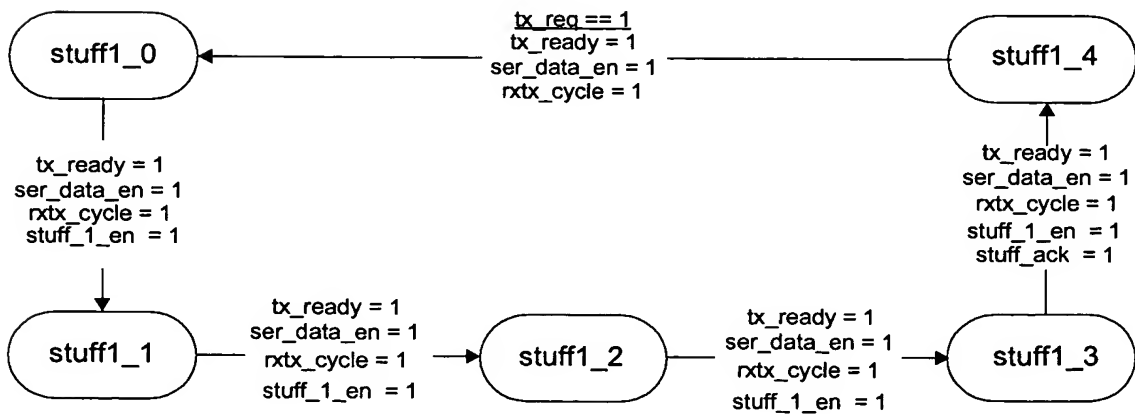 stuff1_0
tx_req == 1
tx_ready = 1
ser_data_en = 1
rxtx_cycle = 1
stuff1_4
tx_ready = 1
ser_data_en = 1
rxtx_cycle = 1
stuff_1_en = 1
tx_ready = 1
ser_data_en = 1
rxtx_cycle = 1
stuff_1_en = 1
stuff_ack = 1
stuff1_1
tx_ready = 1
ser_data_en = 1
rxtx_cycle = 1
stuff_1_en = 1
stuff1_2
tx_ready = 1
ser_data_en = 1
rxtx_cycle = 1
stuff_1_en = 1
stuff1_3